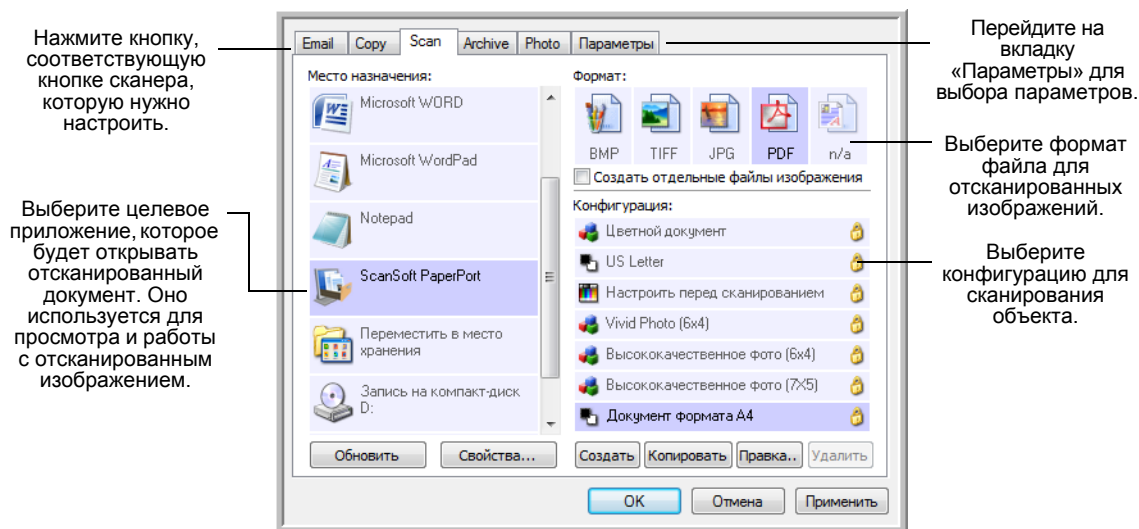 Нажмите кнопку,
соответствующую
кнопке сканера,
которую нужно
настроить.
Выберите целевое
приложение, которое
будет открывать
отсканированный
документ. Оно
используется для
просмотра и работы
с отсканированным
изображением.
Email Copy Scan Archive Photo Параметры
Место назначения:
Microsoft WORD
Microsoft WordPad
Notepad
ScanSoft PaperPort
Переместить в место
хранения
Запись на компакт-диск
D:
Обновить Свойства...
Формат:
BMP TIFF JPG PDF n/a
Создать отдельные файлы изображения
Конфигурация:
Цветной документ
US Letter
Настроить перед сканированием
Vivid Photo (6x4)
Высококачественное фото (6x4)
Высококачественное фото (7X5)
Документ формата A4
Создать Копировать Правка.. Удалить
OK Отмена Применить
Перейдите на
вкладку
«Параметры» для
выбора параметров.
Выберите формат
файла для
отсканированных
изображений.
Выберите
конфигурацию для
сканирования
объекта.